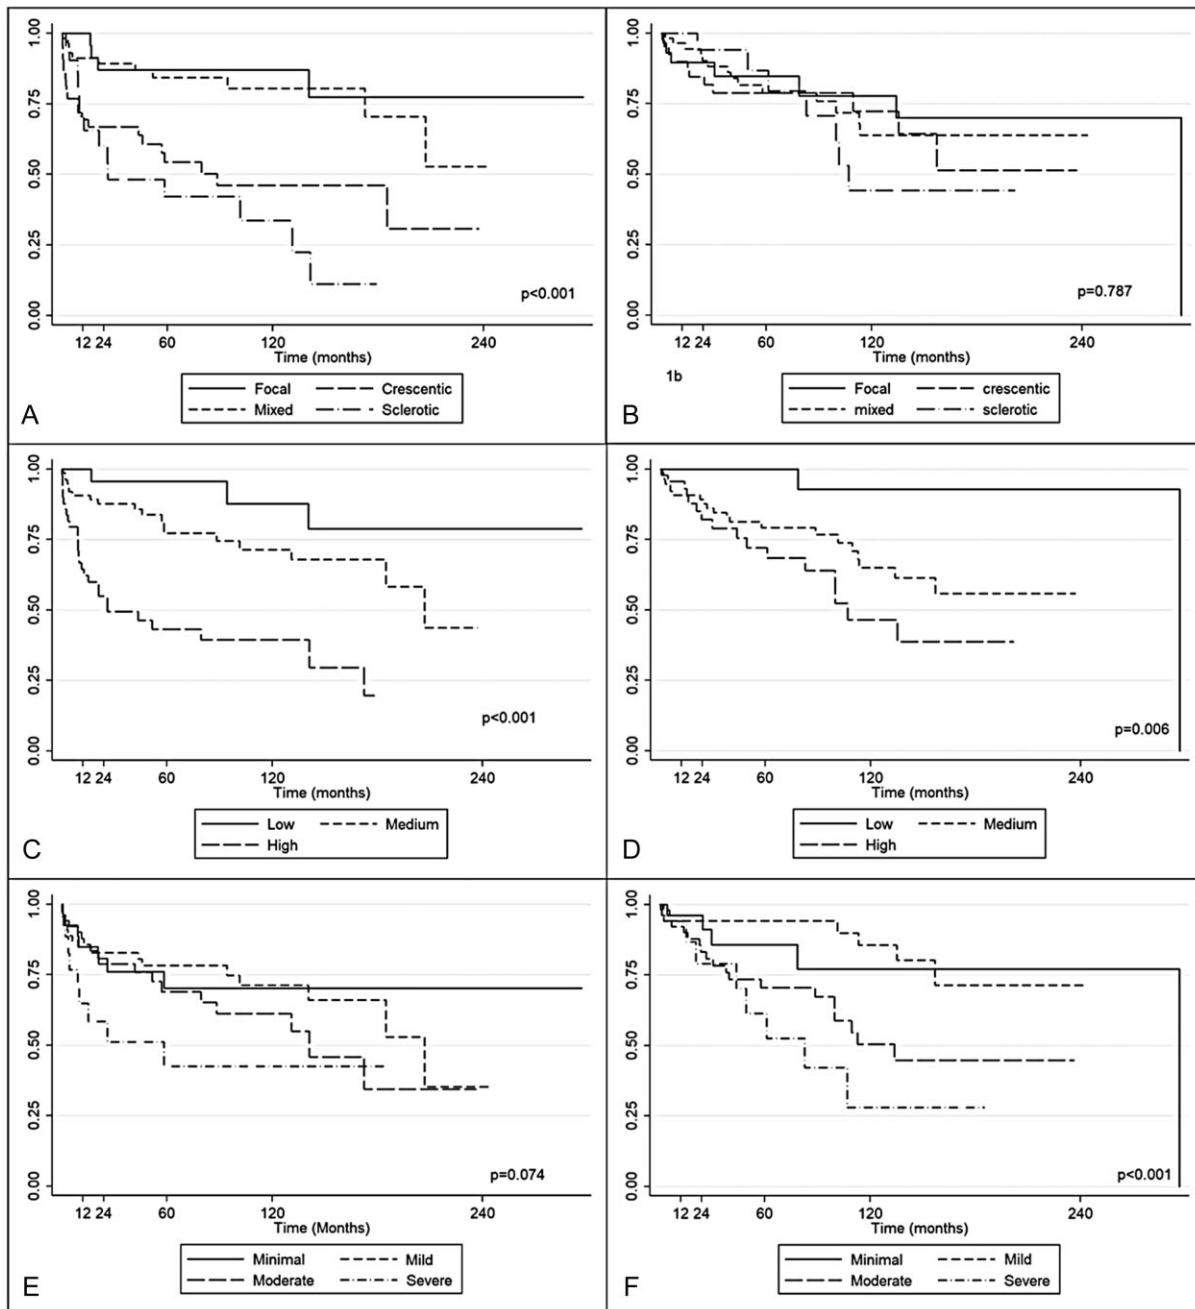 1.00
0.75
0.50
0.25
0.00
12 24 60 120 240
Time (months)
p<0.001
Focal Crescentic
Mixed Sclerotic
A
1.00
0.75
0.50
0.25
0.00
12 24 60 120 240
Time (months)
p=0.787
1b
Focal crescentic
mixed sclerotic
B
1.00
0.75
0.50
0.25
0.00
12 24 60 120 240
Time (months)
p<0.001
Low Medium
High
C
1.00
0.75
0.50
0.25
0.00
12 24 60 120 240
Time (months)
p=0.006
Low Medium
High
D
1.00
0.75
0.50
0.25
0.00
12 24 60 120 240
Time (Months)
p=0.074
Minimal Mild
Moderate Severe
E
1.00
0.75
0.50
0.25
0.00
12 24 60 120 240
Time (months)
p<0.001
Minimal Mild
Moderate Severe
F